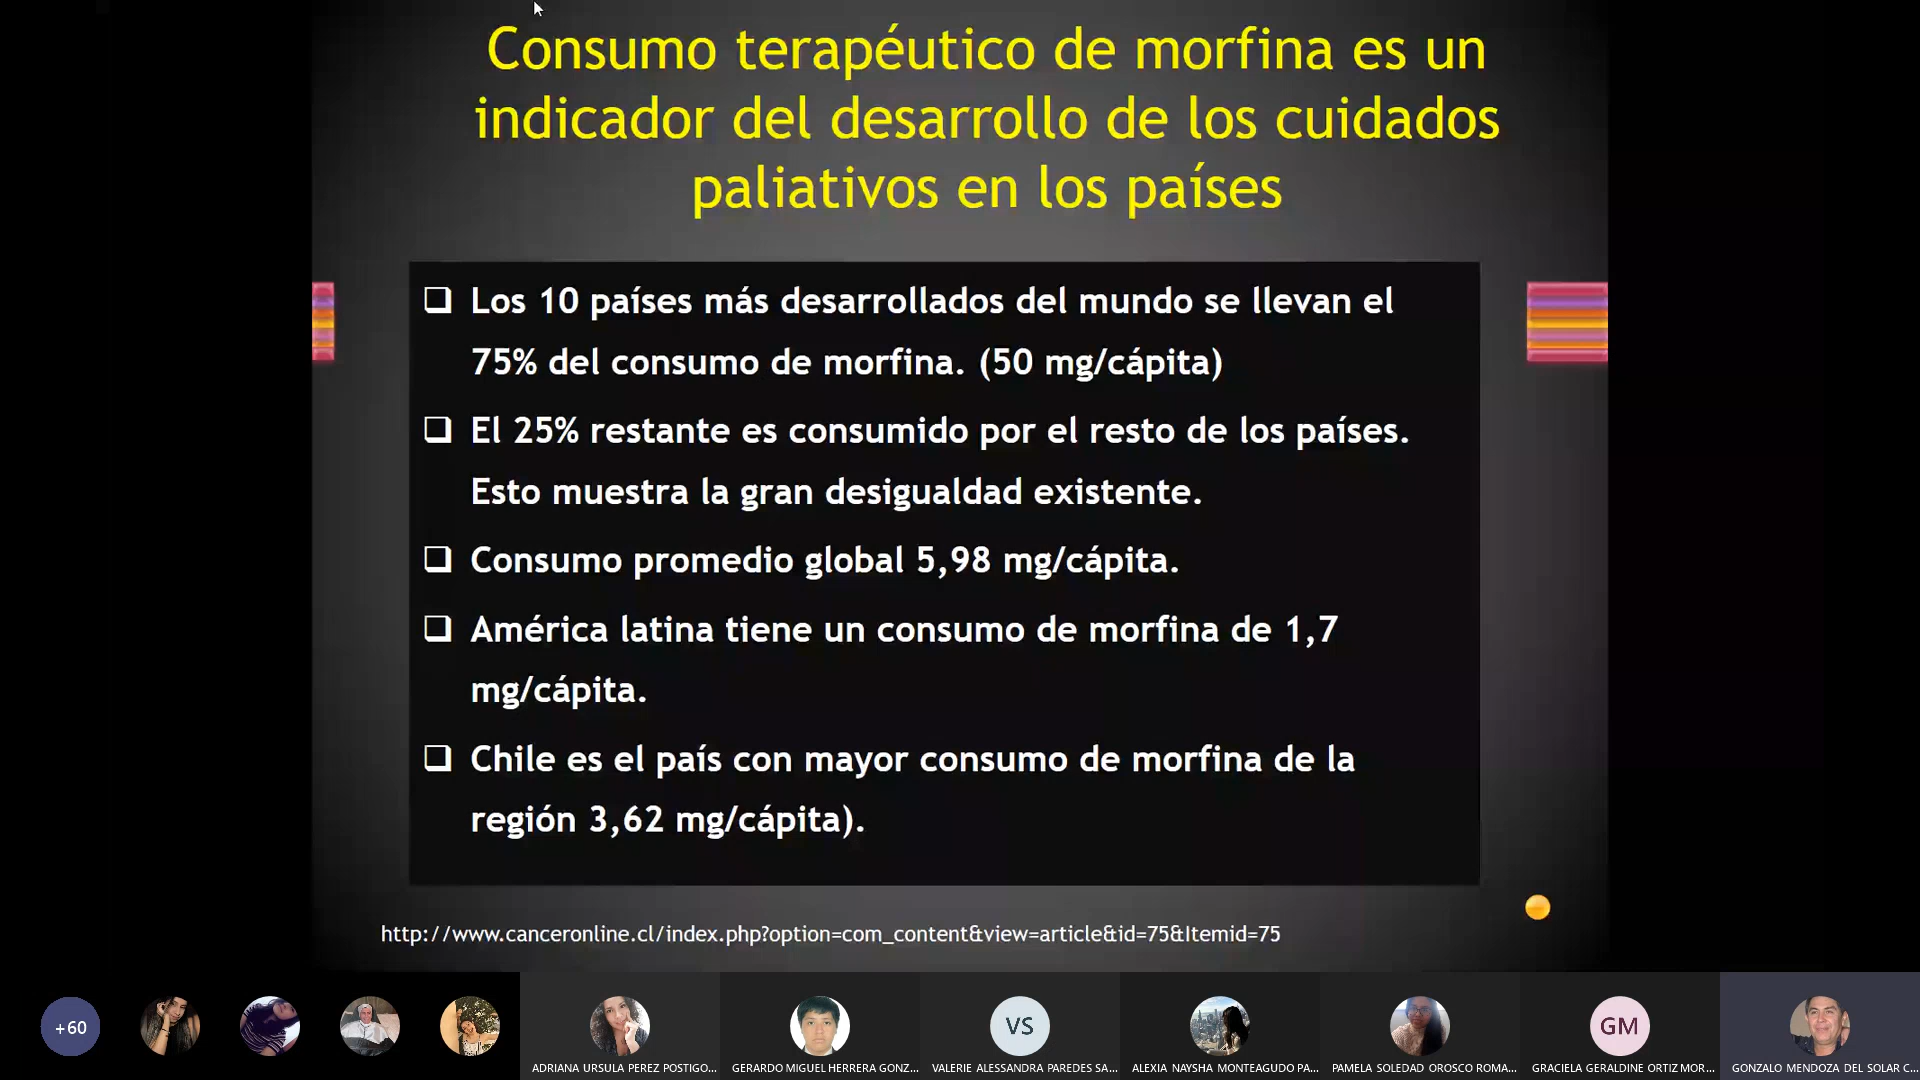 Consumo terapéutico de morfina es un
indicador del desarrollo de los cuidados
paliativos en los países
❑ Los 10 países más desarrollados del mundo se llevan el
75% del consumo de morfina. (50 mg/cápita)
❑ El 25% restante es consumido por el resto de los países.
Esto muestra la gran desigualdad existente.
❑ Consumo promedio global 5,98 mg/cápita.
❑ América latina tiene un consumo de morfina de 1,7
mg/cápita.
❑ Chile es el país con mayor consumo de morfina de la
región 3,62 mg/cápita).
http://www.canceronline.cl/index.php?option=com_content&view=article&id=75&Itemid=75
+60
VS
GM
ADRIANA URSULA PEREZ POSTIGO...
GERARDO MIGUEL HERRERA GONZ...
VALERIE ALESSANDRA PAREDES SA...
ALEXIA NAYSHA MONTEAGUDO PA...
PAMELA SOLEDAD OROSCO ROMA...
GRACIELA GERALDINE ORTIZ MOR...
GONZALO MENDOZA DEL SOLAR C...